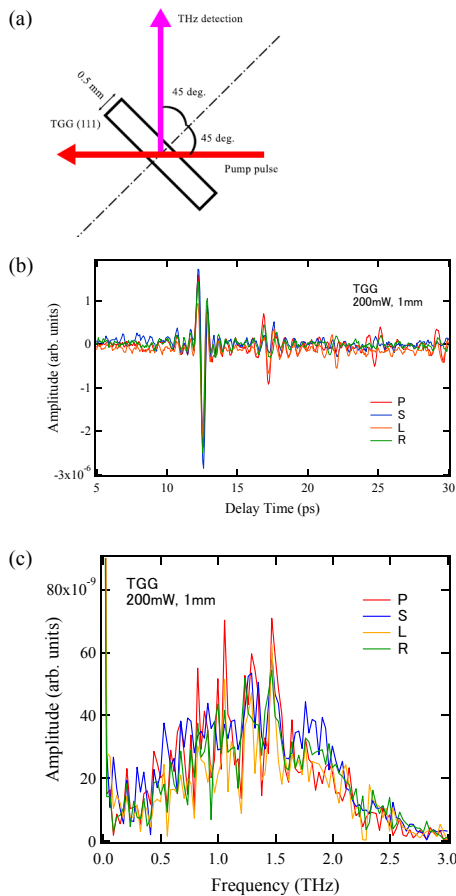 (a)
THz detection
0.5 mm
45 deg.
TGG (111)
45 deg.
Pump pulse
(b)
TGG
200mW, 1mm
1
0
-1
-2
-3x10-6
Amplitude (arb. units)
P
S
L
R
5
10
15
20
25
30
Delay Time (ps)
(c)
TGG
200mW, 1mm
80x10-9
60
40
20
0
Amplitude (arb. units)
P
S
L
R
0.0
0.5
1.0
1.5
2.0
2.5
3.0
Frequency (THz)